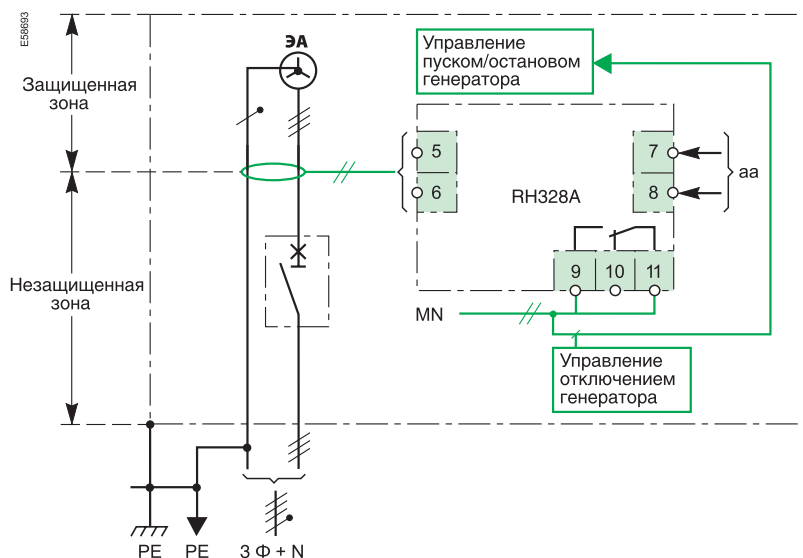 E58693
ЭА
Управление
пуском/остановом
генератора
Защищенная
зона
5
7
аа
6
8
RH328A
Незащищенная
зона
9 10 11
MN
Управление
отключением
генератора
PE PE 3 Ф + N